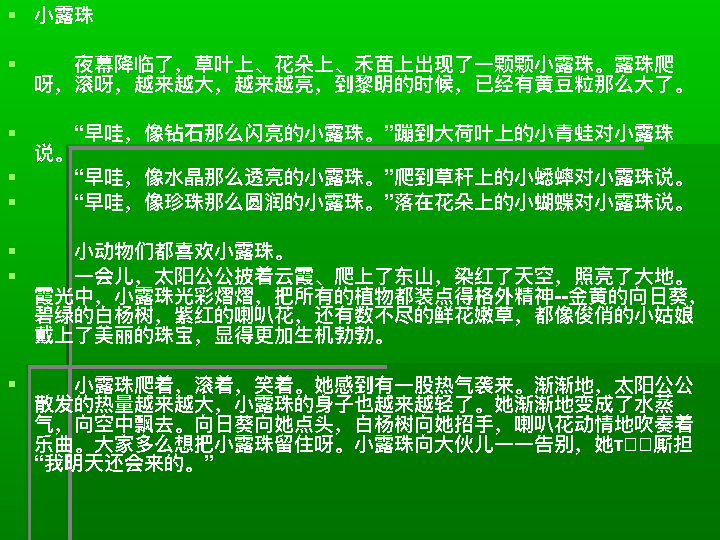 小露珠
夜幕降临了，草叶上、花朵上、禾苗上出现了一颗颗小露珠。露珠爬
呀，滚呀，越来越大，越来越亮，到黎明的时候，已经有黄豆粒那么大了。
“早哇，像钻石那么闪亮的小露珠。”蹦到大荷叶上的小青蛙对小露珠
说。
“早哇，像水晶那么透亮的小露珠。”爬到草秆上的小蟋蟀对小露珠说。
“早哇，像珍珠那么圆润的小露珠。”落在花朵上的小蝴蝶对小露珠说。
小动物们都喜欢小露珠。
一会儿，太阳公公披着云霞、爬上了东山，染红了天空，照亮了大地。
霞光中，小露珠光彩熠熠，把所有的植物都装点得格外精神--金黄的向日葵，
碧绿的白杨树，紫红的喇叭花，还有数不尽的鲜花嫩草，都像俊俏的小姑娘
戴上了美丽的珠宝，显得更加生机勃勃。
小露珠爬着，滚着，笑着。她感到有一股热气袭来。渐渐地，太阳公公
散发的热量越来越大，小露珠的身子也越来越轻了。她渐渐地变成了水蒸
气，向空中飘去。向日葵向她点头，白杨树向她招手，喇叭花动情地吹奏着
乐曲。大家多么想把小露珠留住呀。小露珠向大伙儿一一告别，她т厮担
“我明天还会来的。”